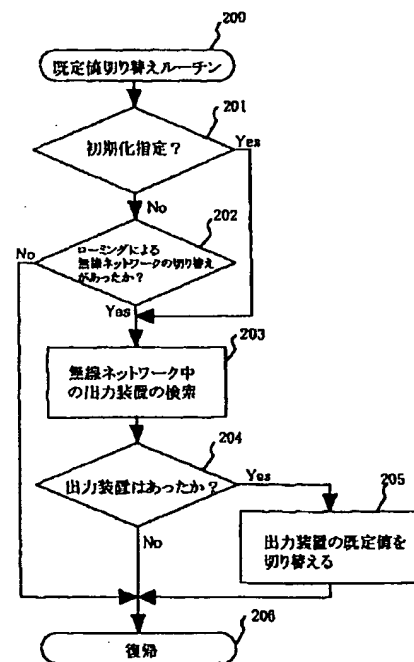 200
既定値切り替えルーチン
201
初期化指定？
Yes
No
202
No
ローミングによる
無線ネットワークの切り替え
があったか？
Yes
203
無線ネットワーク中
の出力装置の検索
204
出力装置はあったか？
Yes
205
No
出力装置の既定値を
切り替える
206
復帰